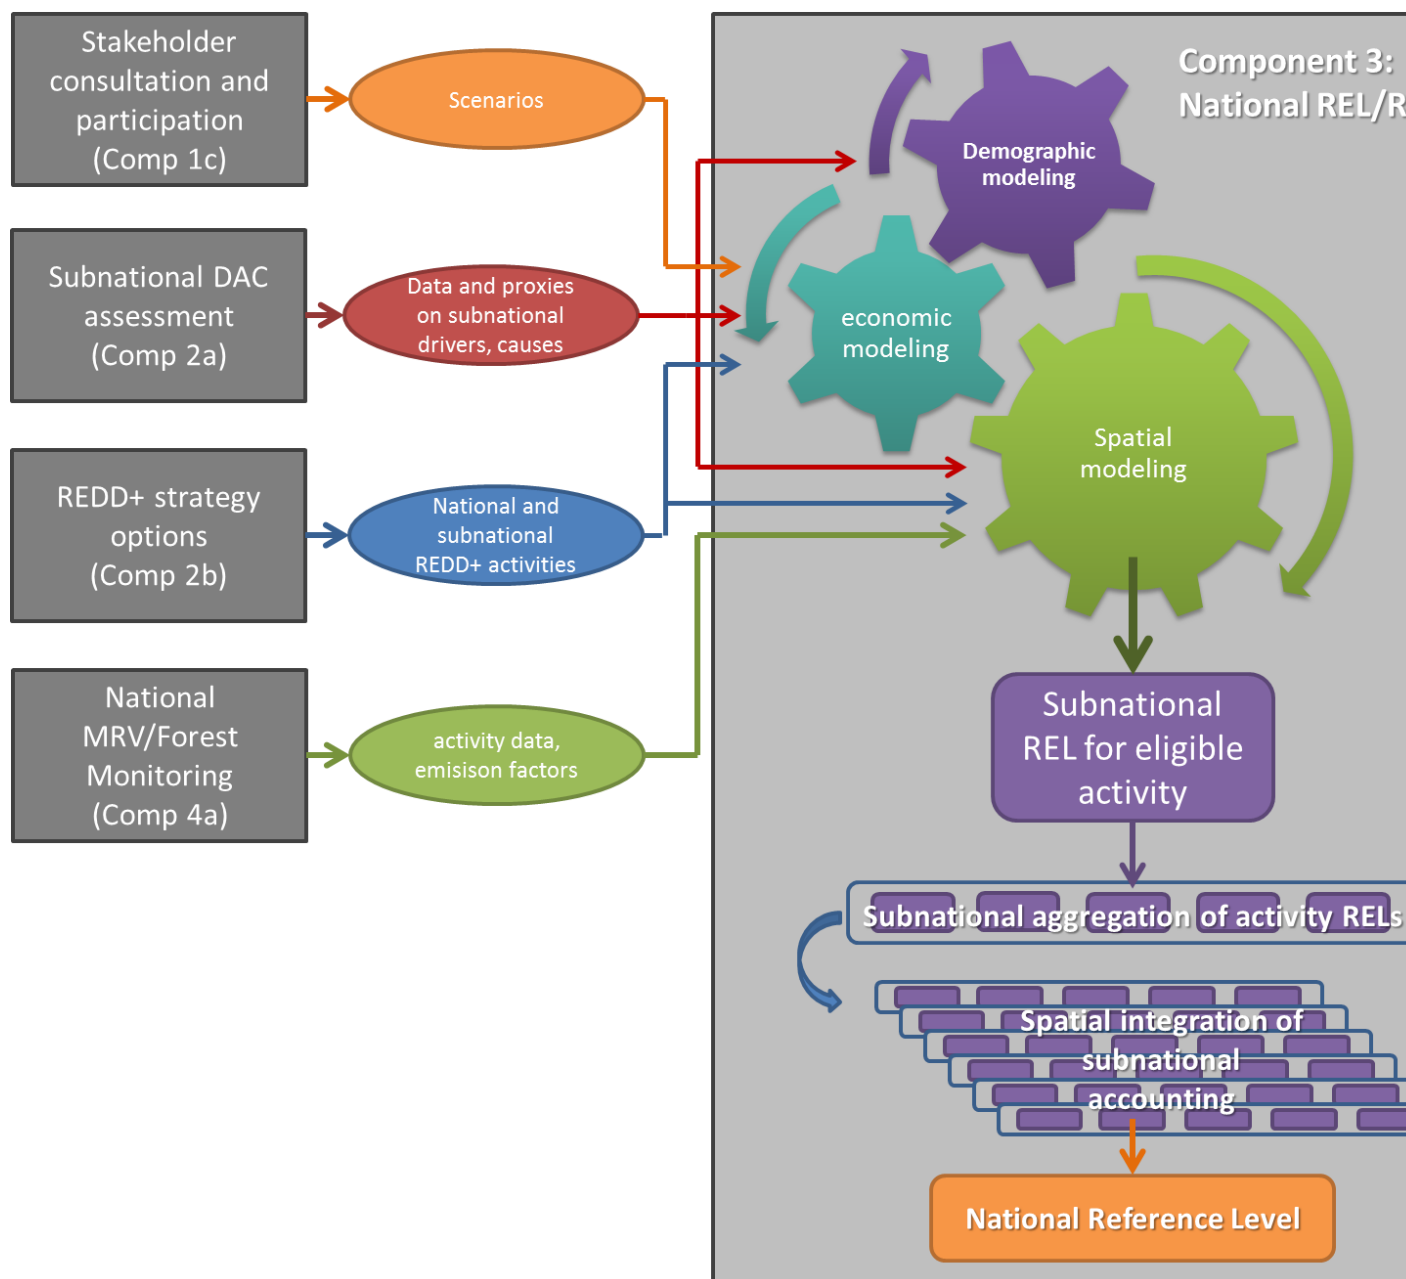 Stakeholder
consultation and
participation
(Comp 1c)
Scenarios
Component 3:
National REL/R
Demographic
modeling
Subnational DAC
assessment
(Comp 2a)
Data and proxies
on subnational
drivers, causes
economic
modeling
Spatial
modeling
REDD+ strategy
options
(Comp 2b)
National and
subnational
REDD+ activities
National
MRV/Forest
Monitoring
(Comp 4a)
activity data,
emisison factors
Subnational
REL for eligible
activity
Subnational aggregation of activity RELs
Spatial integration of
subnational
accounting
National Reference Level